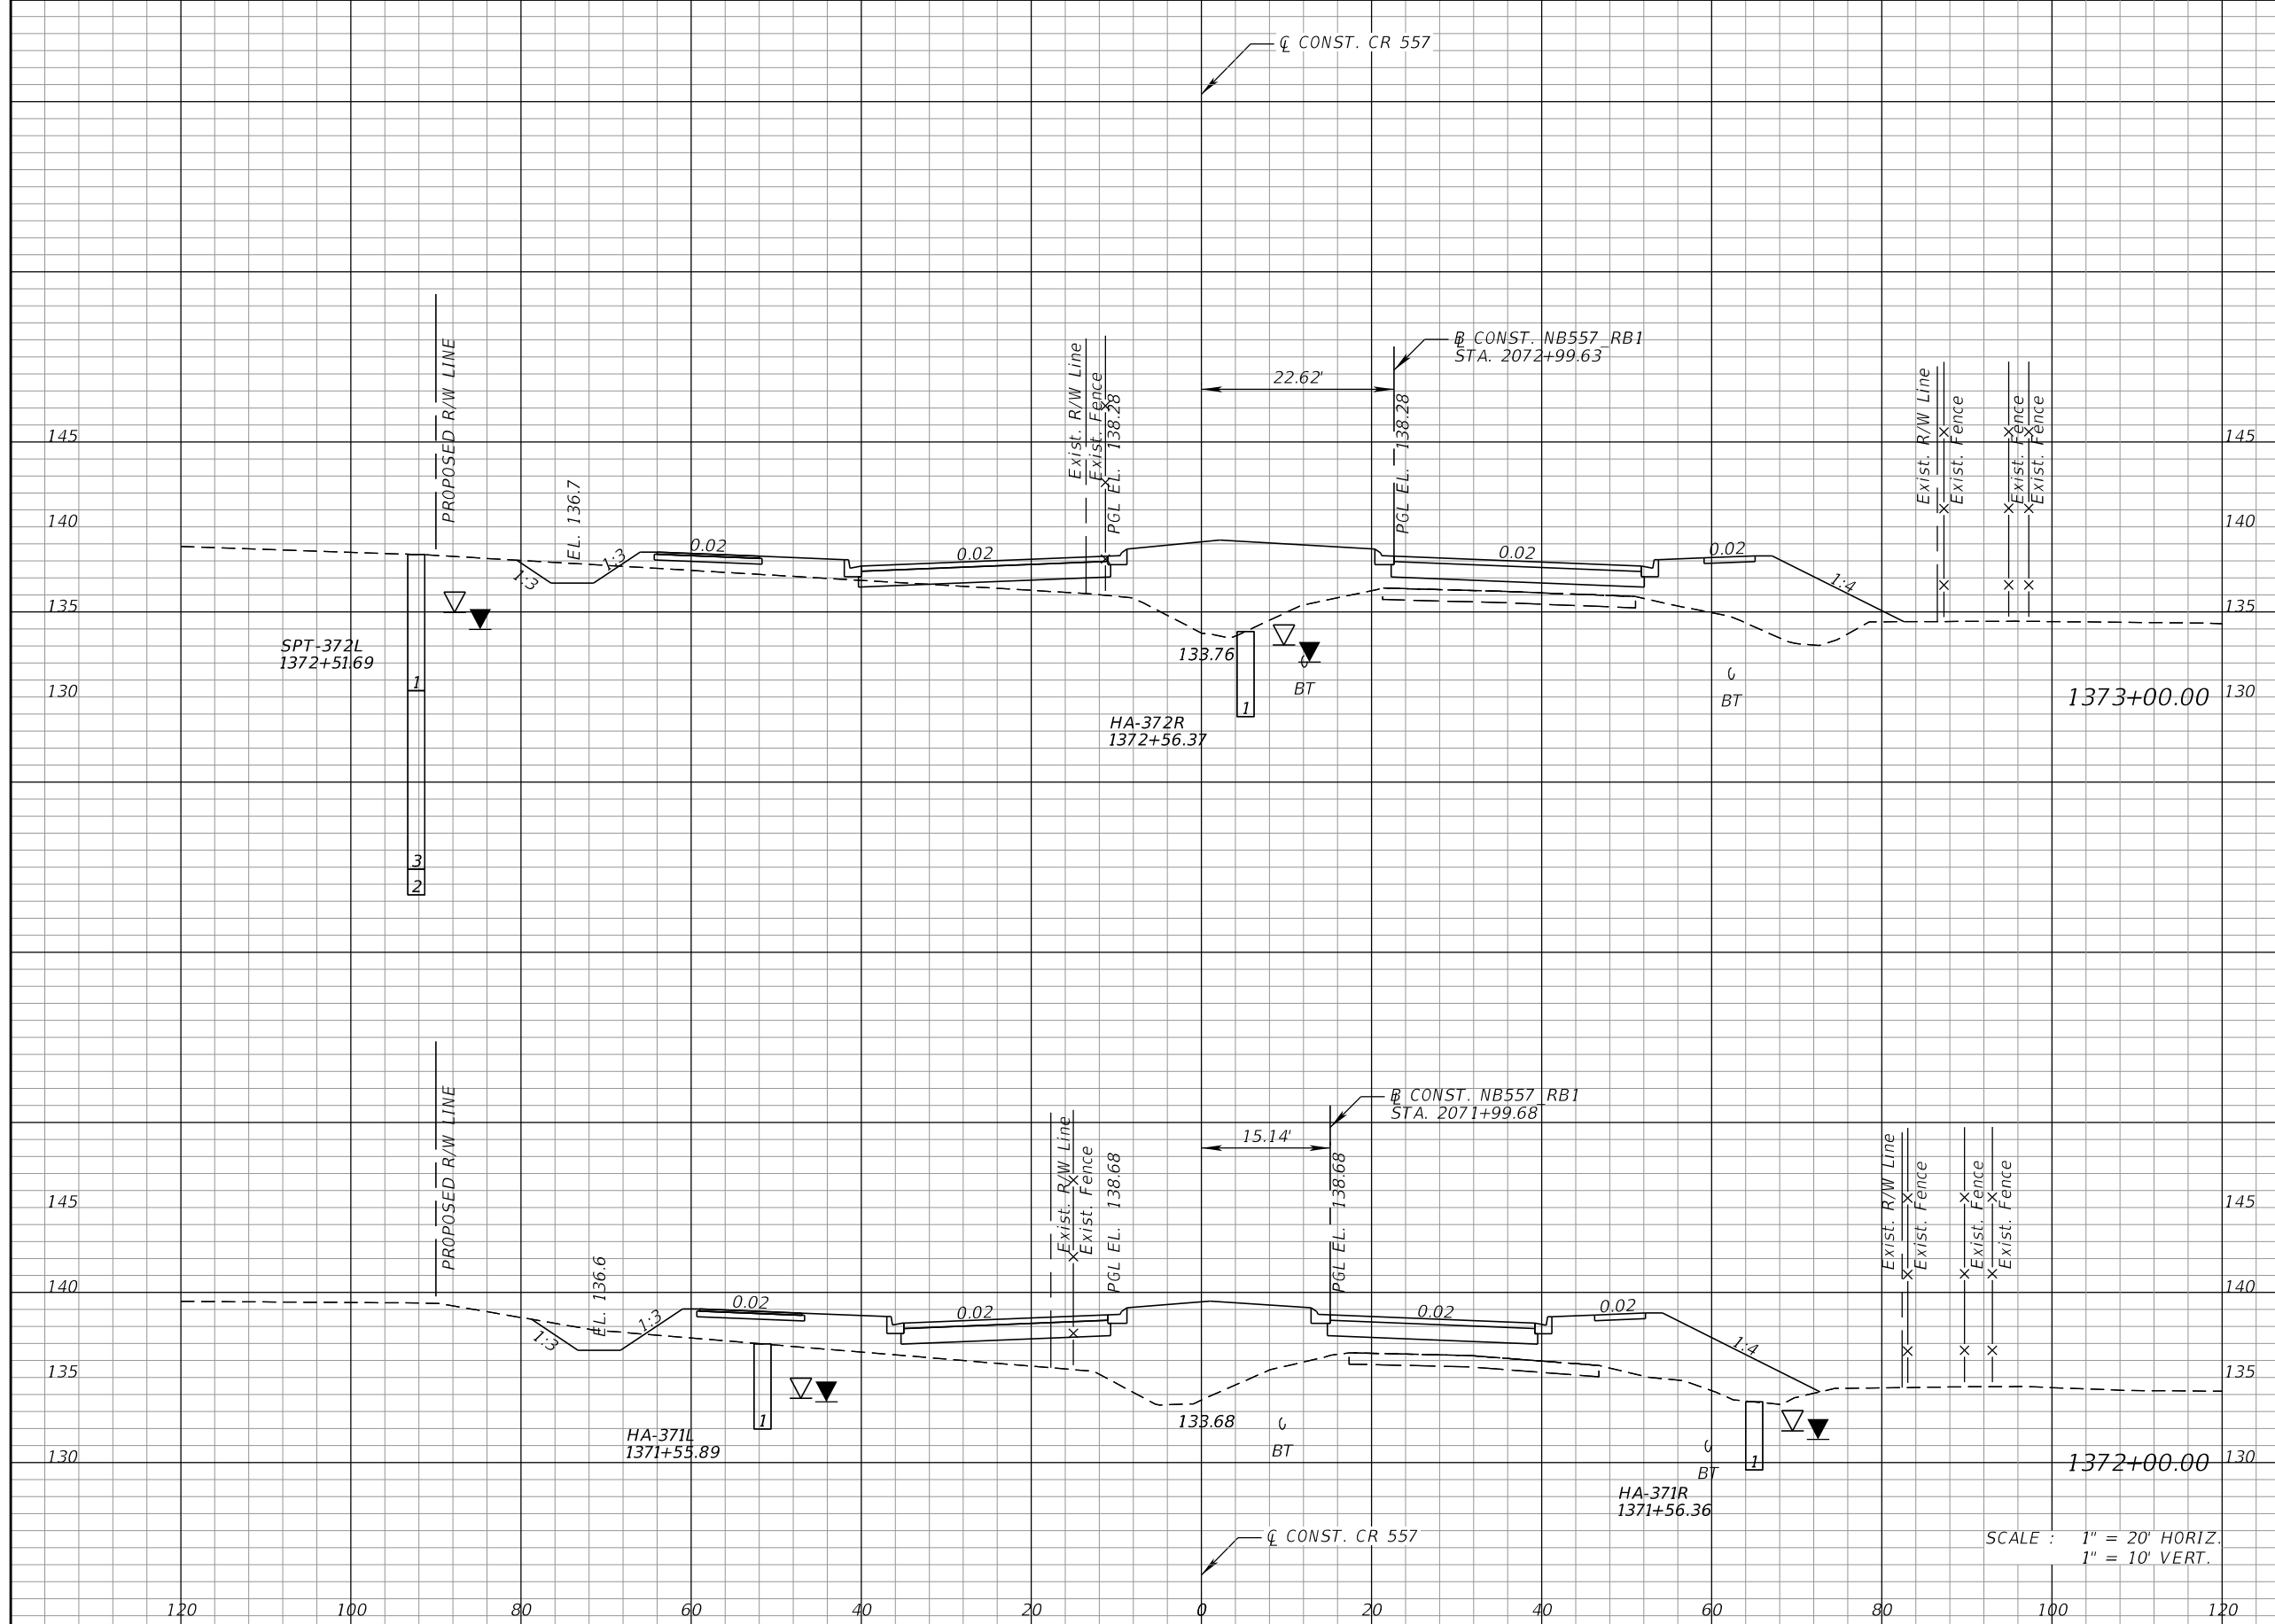 ℄ CONST. CR 557
PROPOSED R/W LINE
Exist. R/W Line
Exist. Fence
PGL EL. 138.28
22.62'
PGL EL. 138.28
B̵L CONST. NB557_RB1
STA. 2072+99.63
Exist. R/W Line
Exist. Fence
Exist. Fence
Exist. Fence
145
145
EL. 136.7
140
140
1:3
1:3
0.02
0.02
0.02
0.02
1:4
135
135
SPT-372L
1372+51.69
133.76
1
BT
BT
130
130
1373+00.00
1
HA-372R
1372+56.37
3
2
PROPOSED R/W LINE
Exist. R/W Line
Exist. Fence
PGL EL. 138.68
15.14'
PGL EL. 138.68
B̵L CONST. NB557_RB1
STA. 2071+99.68
Exist. R/W Line
Exist. Fence
Exist. Fence
Exist. Fence
145
145
EL. 136.6
140
140
1:3
1:3
0.02
0.02
0.02
0.02
1:4
135
135
1
133.68
HA-371L
1371+55.89
BT
BT
1
130
130
1372+00.00
HA-371R
1371+56.36
℄ CONST. CR 557
SCALE : 1" = 20' HORIZ.
1" = 10' VERT.
120 100 80 60 40 20 0 20 40 60 80 100 120